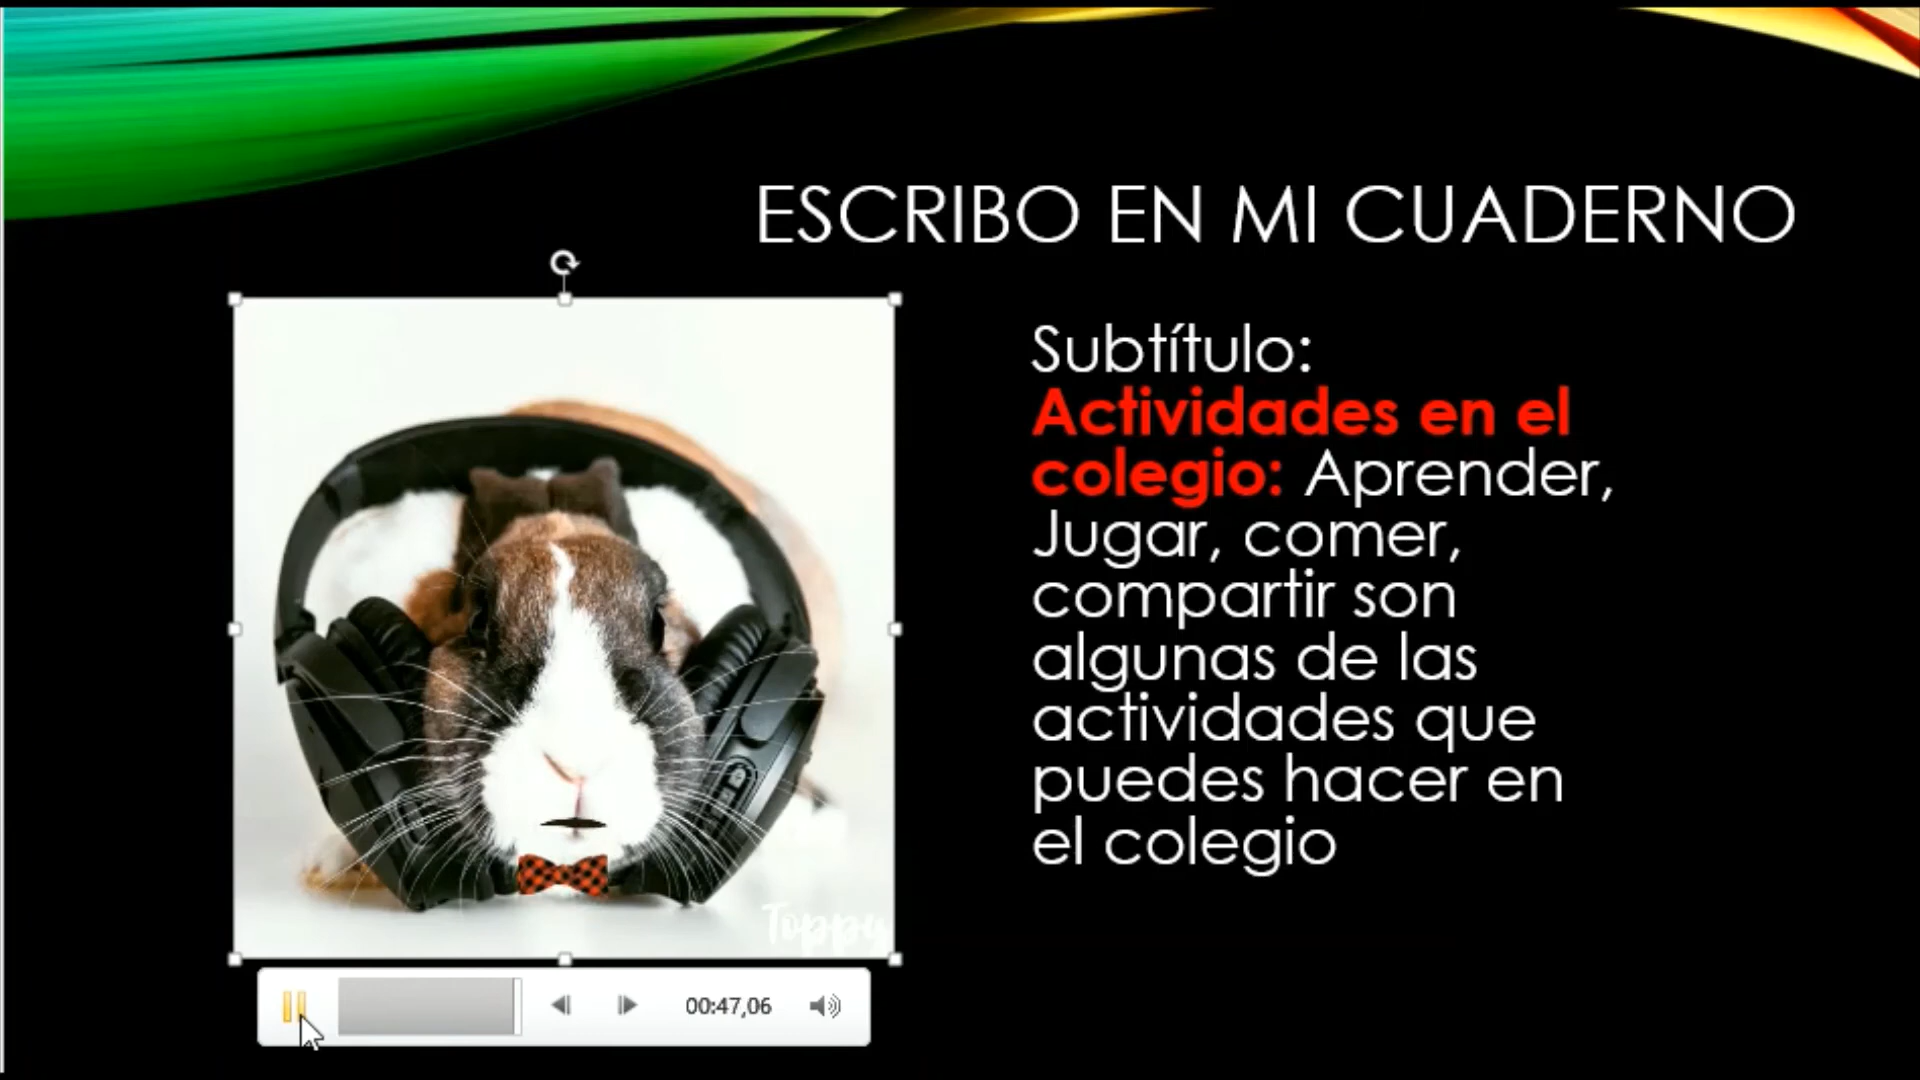 ESCRIBO EN MI CUADERNO
Subtítulo:
Actividades en el
colegio: Aprender,
Jugar, comer,
compartir son
algunas de las
actividades que
puedes hacer en
el colegio
Toppy
00:47,06